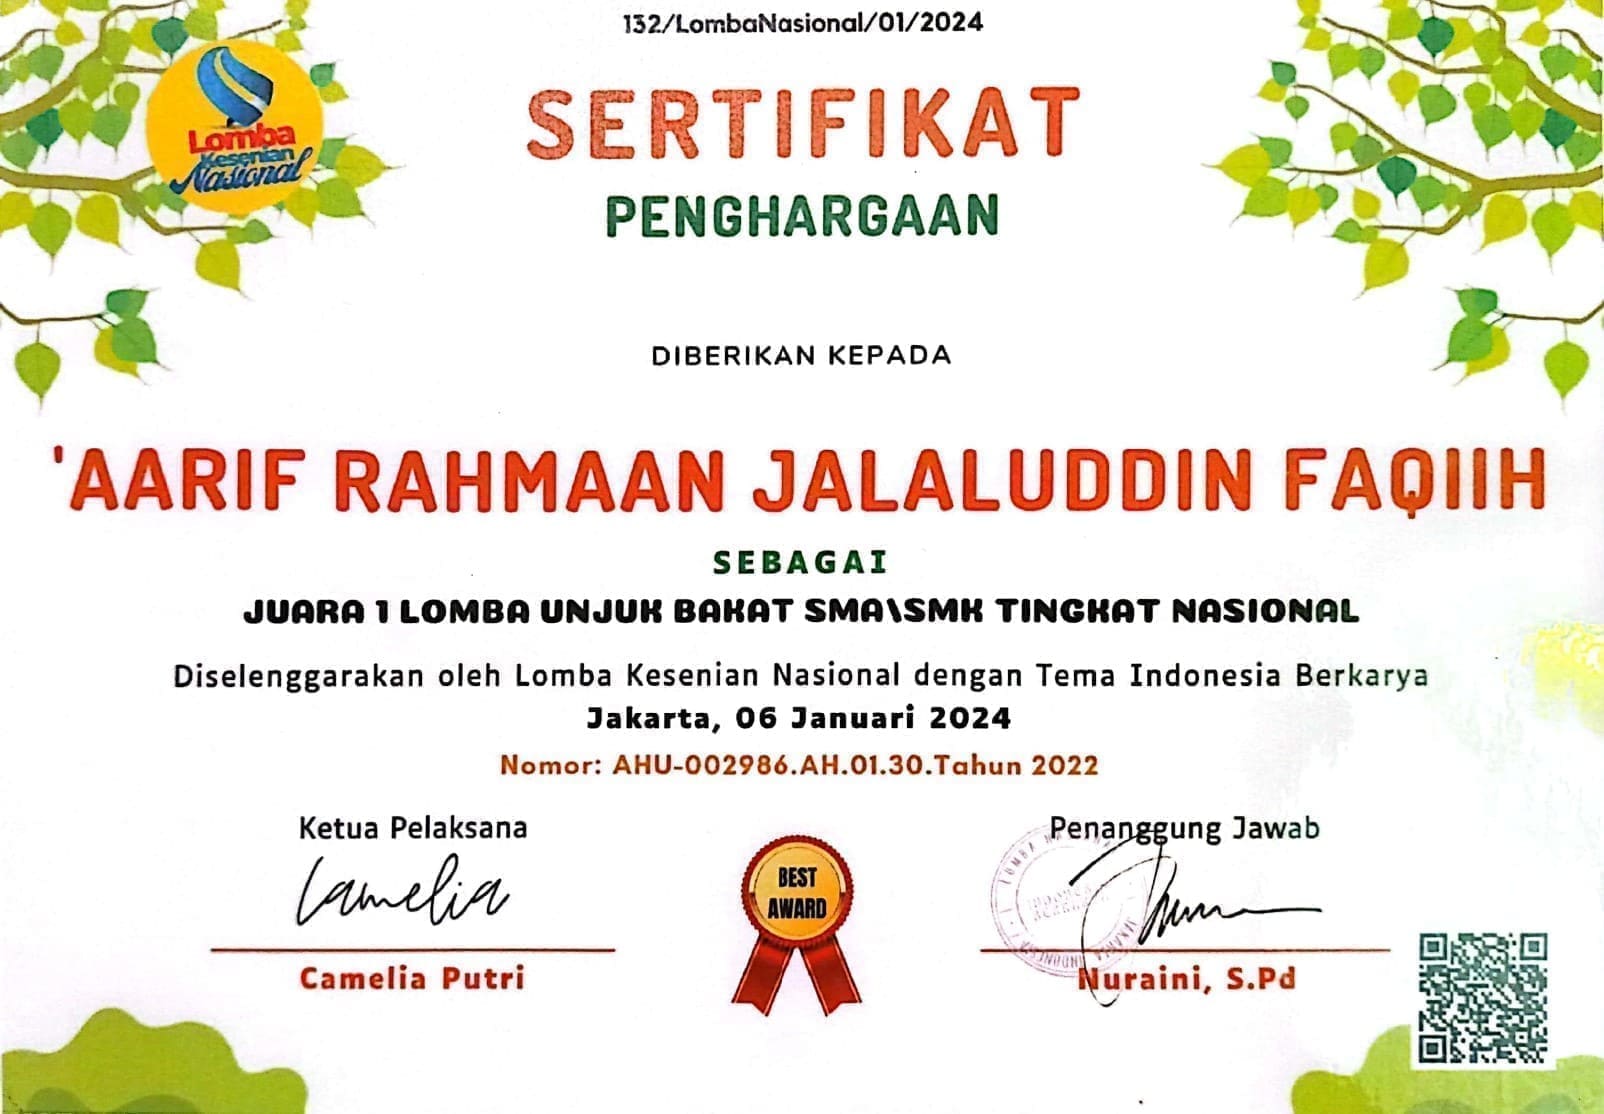 132/LombaNasional/01/2024
Lomba
Kesenian
Nasional
SERTIFIKAT
PENGHARGAAN
DIBERIKAN KEPADA
'AARIF RAHMAAN JALALUDDIN FAQIIH
SEBAGAI
JUARA 1 LOMBA UNJUK BAKAT SMA\SMK TINGKAT NASIONAL
Diselenggarakan oleh Lomba Kesenian Nasional dengan Tema Indonesia Berkarya
Jakarta, 06 Januari 2024
Nomor: AHU-002986.AH.01.30.Tahun 2022
Ketua Pelaksana
Camelia
Camelia Putri
BEST
AWARD
Penanggung Jawab
Nuraini, S.Pd